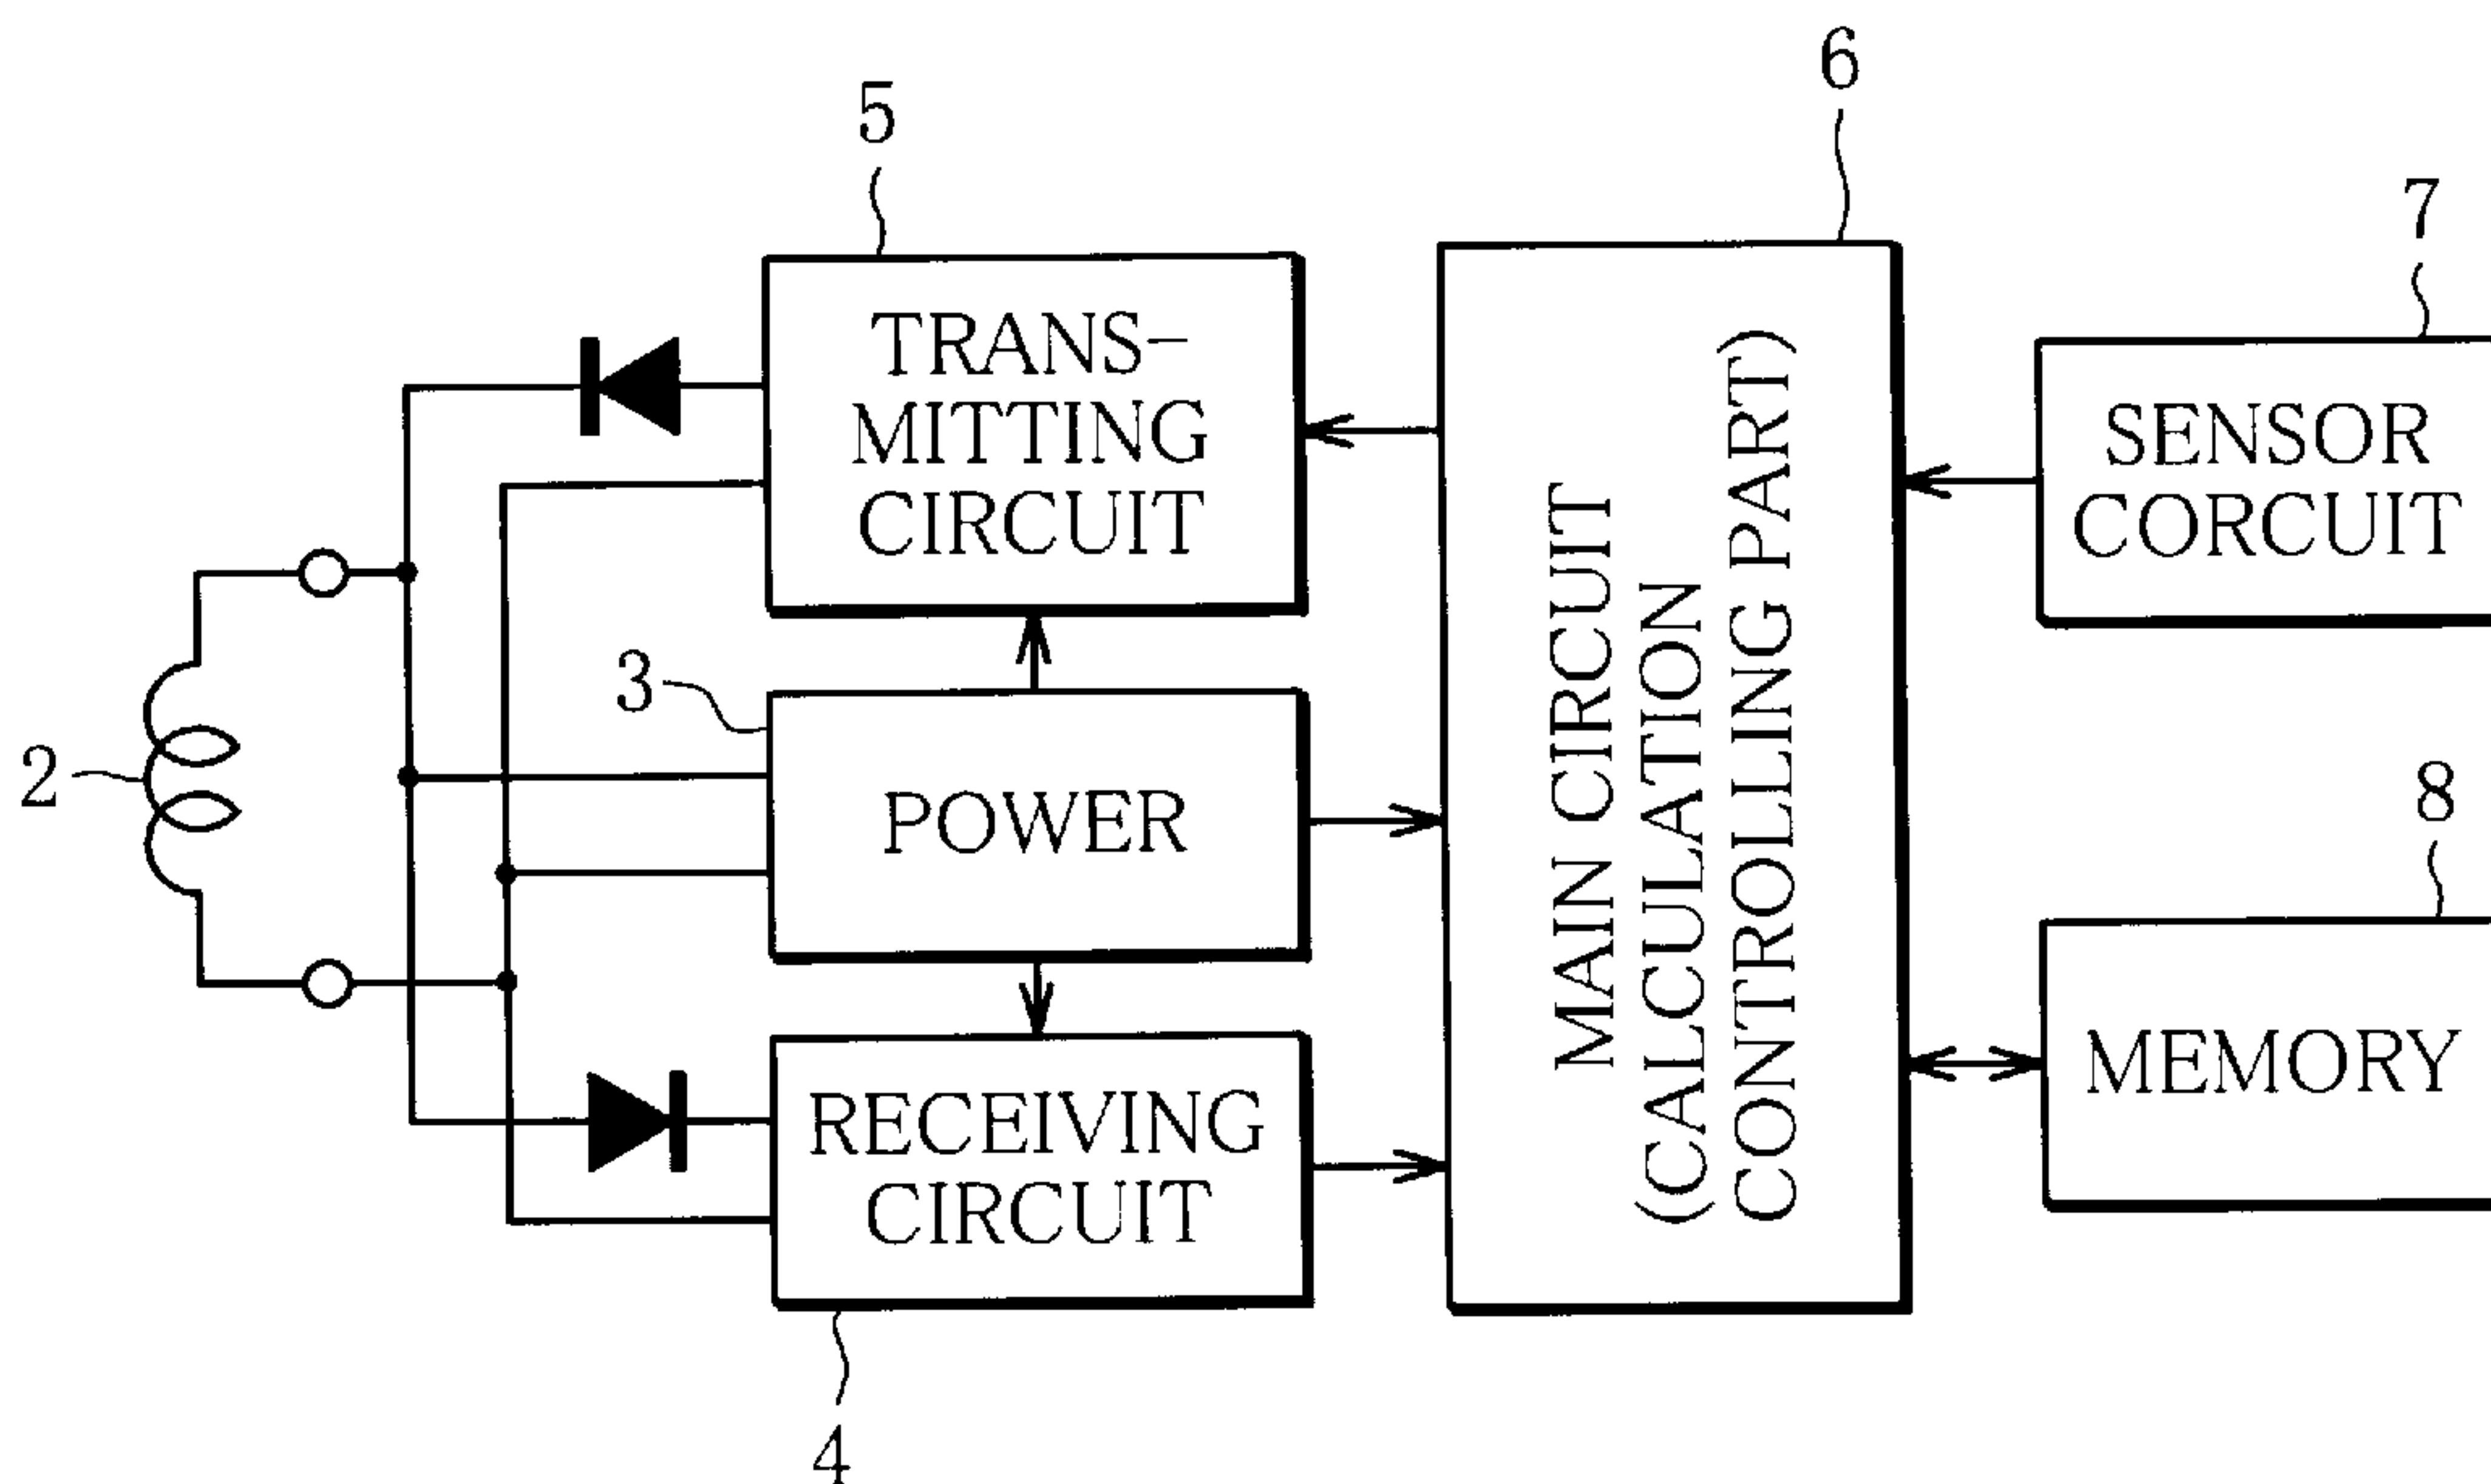 6
5
7
TRANS-
MITTING
CIRCUIT
SENSOR
CORCUIT
3
2
POWER
MAIN CIRCUIT
(CALCULATION
CONTROLLING PART)
8
MEMORY
RECEIVING
CIRCUIT
4